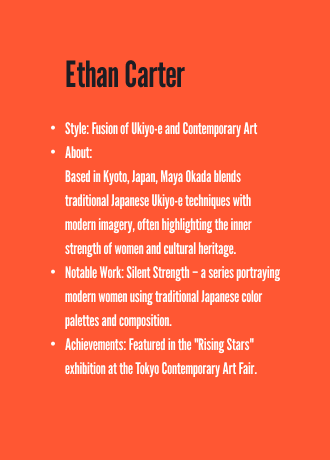 Ethan Carter
• Style: Fusion of Ukiyo-e and Contemporary Art
• About:
Based in Kyoto, Japan, Maya Okada blends
traditional Japanese Ukiyo-e techniques with
modern imagery, often highlighting the inner
strength of women and cultural heritage.
• Notable Work: Silent Strength – a series portraying
modern women using traditional Japanese color
palettes and composition.
• Achievements: Featured in the "Rising Stars"
exhibition at the Tokyo Contemporary Art Fair.